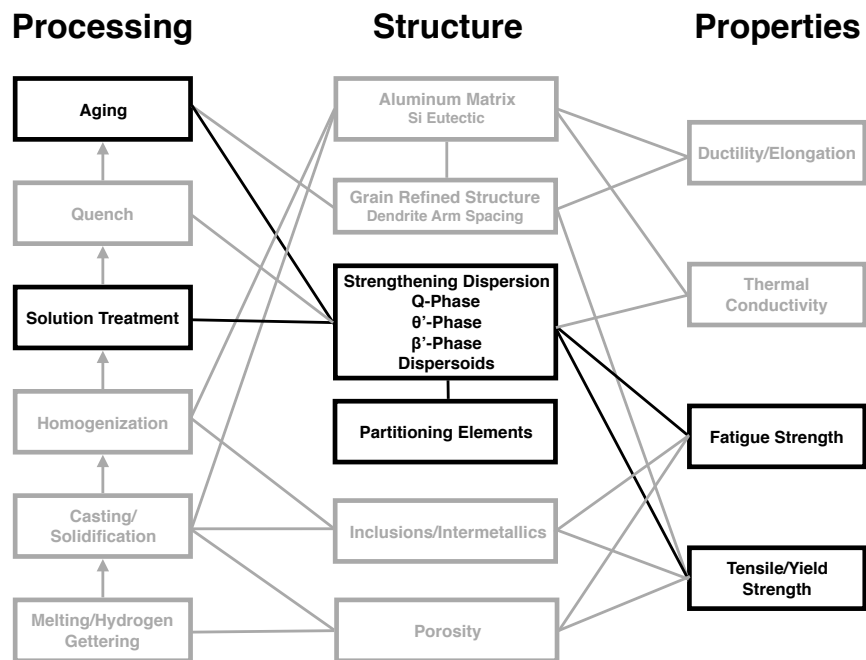 Processing
Structure
Properties
Aging
Quench
Solution Treatment
Homogenization
Casting/
Solidification
Melting/Hydrogen
Gettering
Aluminum Matrix
Si Eutectic
Grain Refined Structure
Dendrite Arm Spacing
Strengthening Dispersion
Q-Phase
θ’-Phase
β’-Phase
Dispersoids
Partitioning Elements
Inclusions/Intermetallics
Porosity
Ductility/Elongation
Thermal
Conductivity
Fatigue Strength
Tensile/Yield
Strength